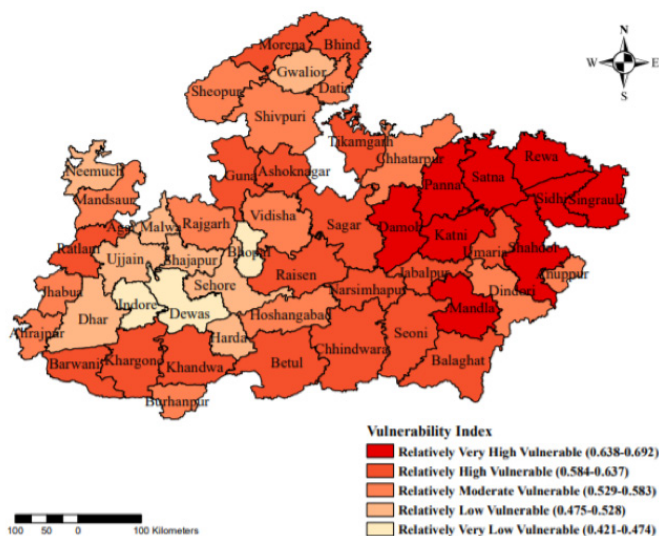 N
W E
S
Morena
Bhind
Gwalior
Datia
Sheopur
Shivpuri
Tikamgarh
Chhatarpur
Neemuch
Mandsaur
Guna
Ashoknagar
Panna
Satna
Rewa
Sidhi
Singrauli
Ratlam
Agar
Malwa
Rajgarh
Vidisha
Sagar
Damoh
Katni
Umaria
Shahdol
Anuppur
Ujjain
Shajapur
Bhopal
Raisen
Narsimhapur
Jabalpur
Dindori
Mandla
Jhabua
Indore
Dewas
Sehore
Hoshangabad
Dhar
Harda
Alirajpur
Barwani
Khargone
Khandwa
Betul
Chhindwara
Seoni
Balaghat
Burhanpur
Vulnerability Index
Relatively Very High Vulnerable (0.638-0.692)
Relatively High Vulnerable (0.584-0.637)
Relatively Moderate Vulnerable (0.529-0.583)
Relatively Low Vulnerable (0.475-0.528)
Relatively Very Low Vulnerable (0.421-0.474)
100 50 0 100 Kilometers